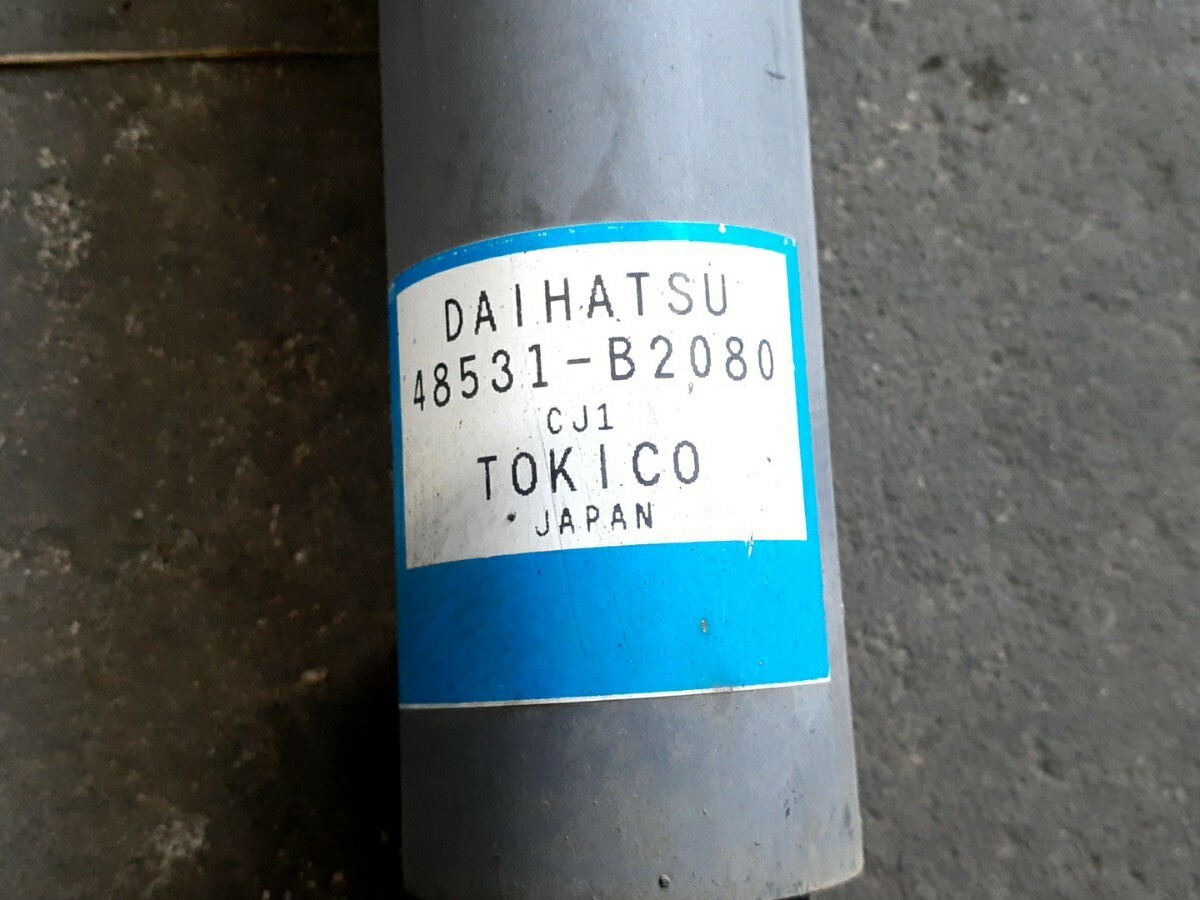 DAIHATSU
48531-B2080
CJ1
TOKICO
JAPAN